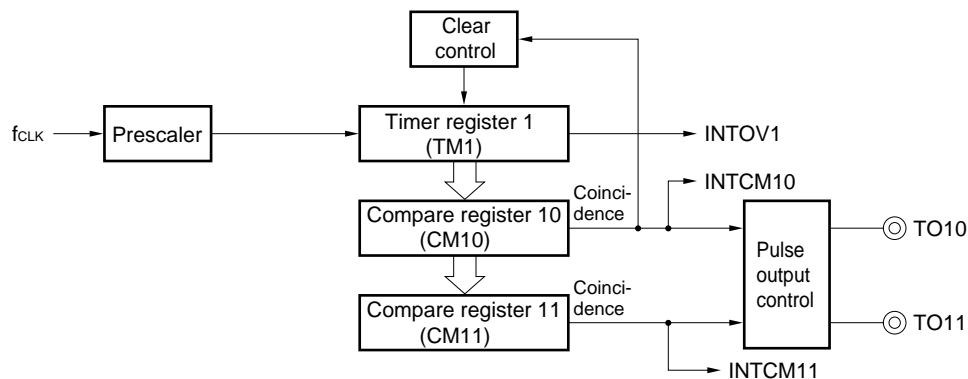 Clear
control
fCLK
Prescaler
Timer register 1
(TM1)
INTOV1
INTCM10
Coinci-
dence
Compare register 10
(CM10)
TO10
Pulse
output
control
Coinci-
dence
Compare register 11
(CM11)
TO11
INTCM11